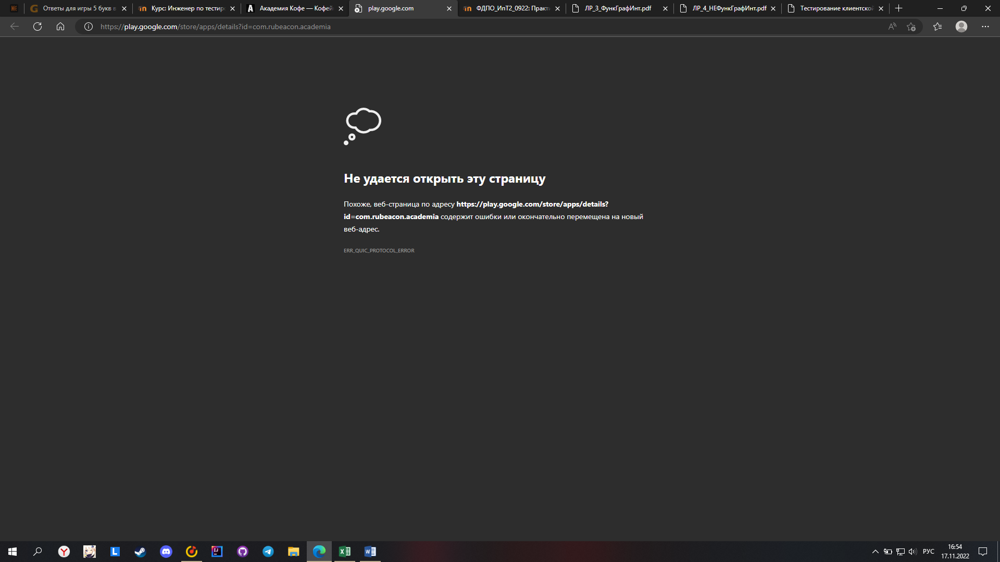 Ответы для игры 5 букв в
Курс: Инженер по тестиро
Академия Кофе — Кофей
play.google.com
ФДПО_ИпТ2_0922: Практи
ЛР_3_ФункГрафИнт.pdf
ЛР_4_НЕФункГрафИнт.pdf
Тестирование клиентской
https://play.google.com/store/apps/details?id=com.rubeacon.academia
Не удается открыть эту страницу
Похоже, веб-страница по адресу https://play.google.com/store/apps/details?
id=com.rubeacon.academia содержит ошибки или окончательно перемещена на новый
веб-адрес.
ERR_QUIC_PROTOCOL_ERROR
РУС
16:54
17.11.2022